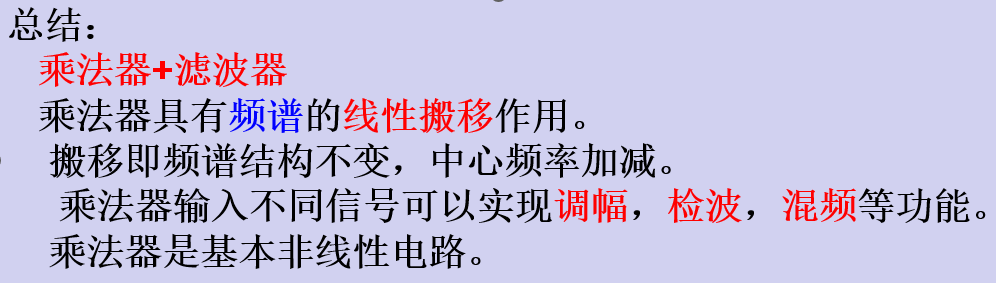 总结：
乘法器+滤波器
乘法器具有频谱的线性搬移作用。
搬移即频谱结构不变，中心频率加减。
乘法器输入不同信号可以实现调幅，检波，混频等功能。
乘法器是基本非线性电路。